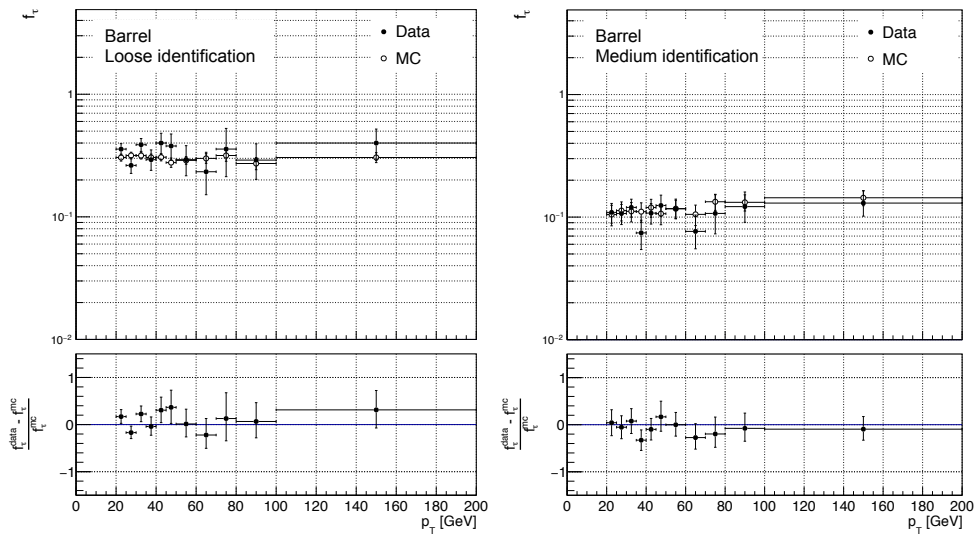 f_τ
Barrel
Loose identification
Data
MC
1
10⁻¹
10⁻²
1
0
−1
f_τ^data - f_τ^mc
f_τ^mc
0 20 40 60 80 100 120 140 160 180 200
p_T [GeV]
f_τ
Barrel
Medium identification
Data
MC
1
10⁻¹
10⁻²
1
0
−1
f_τ^data - f_τ^mc
f_τ^mc
0 20 40 60 80 100 120 140 160 180 200
p_T [GeV]